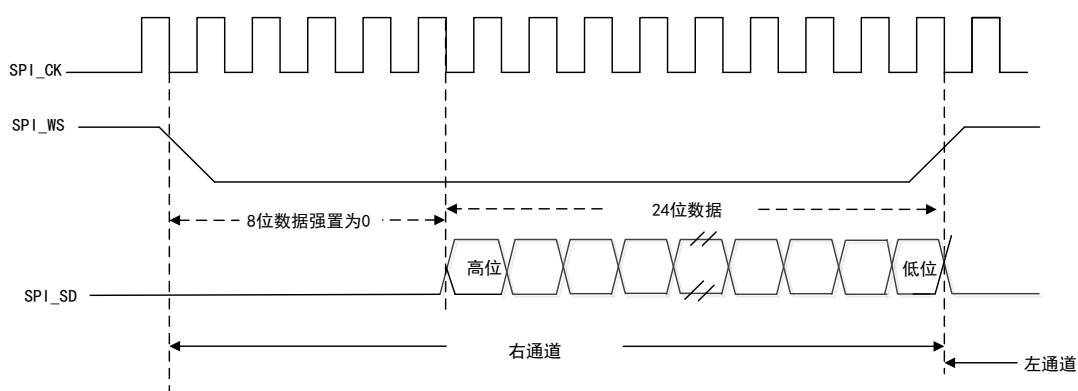 SPI_CK
SPI_WS
8位数据强置为0
24位数据
高位
低位
SPI_SD
右通道
左通道